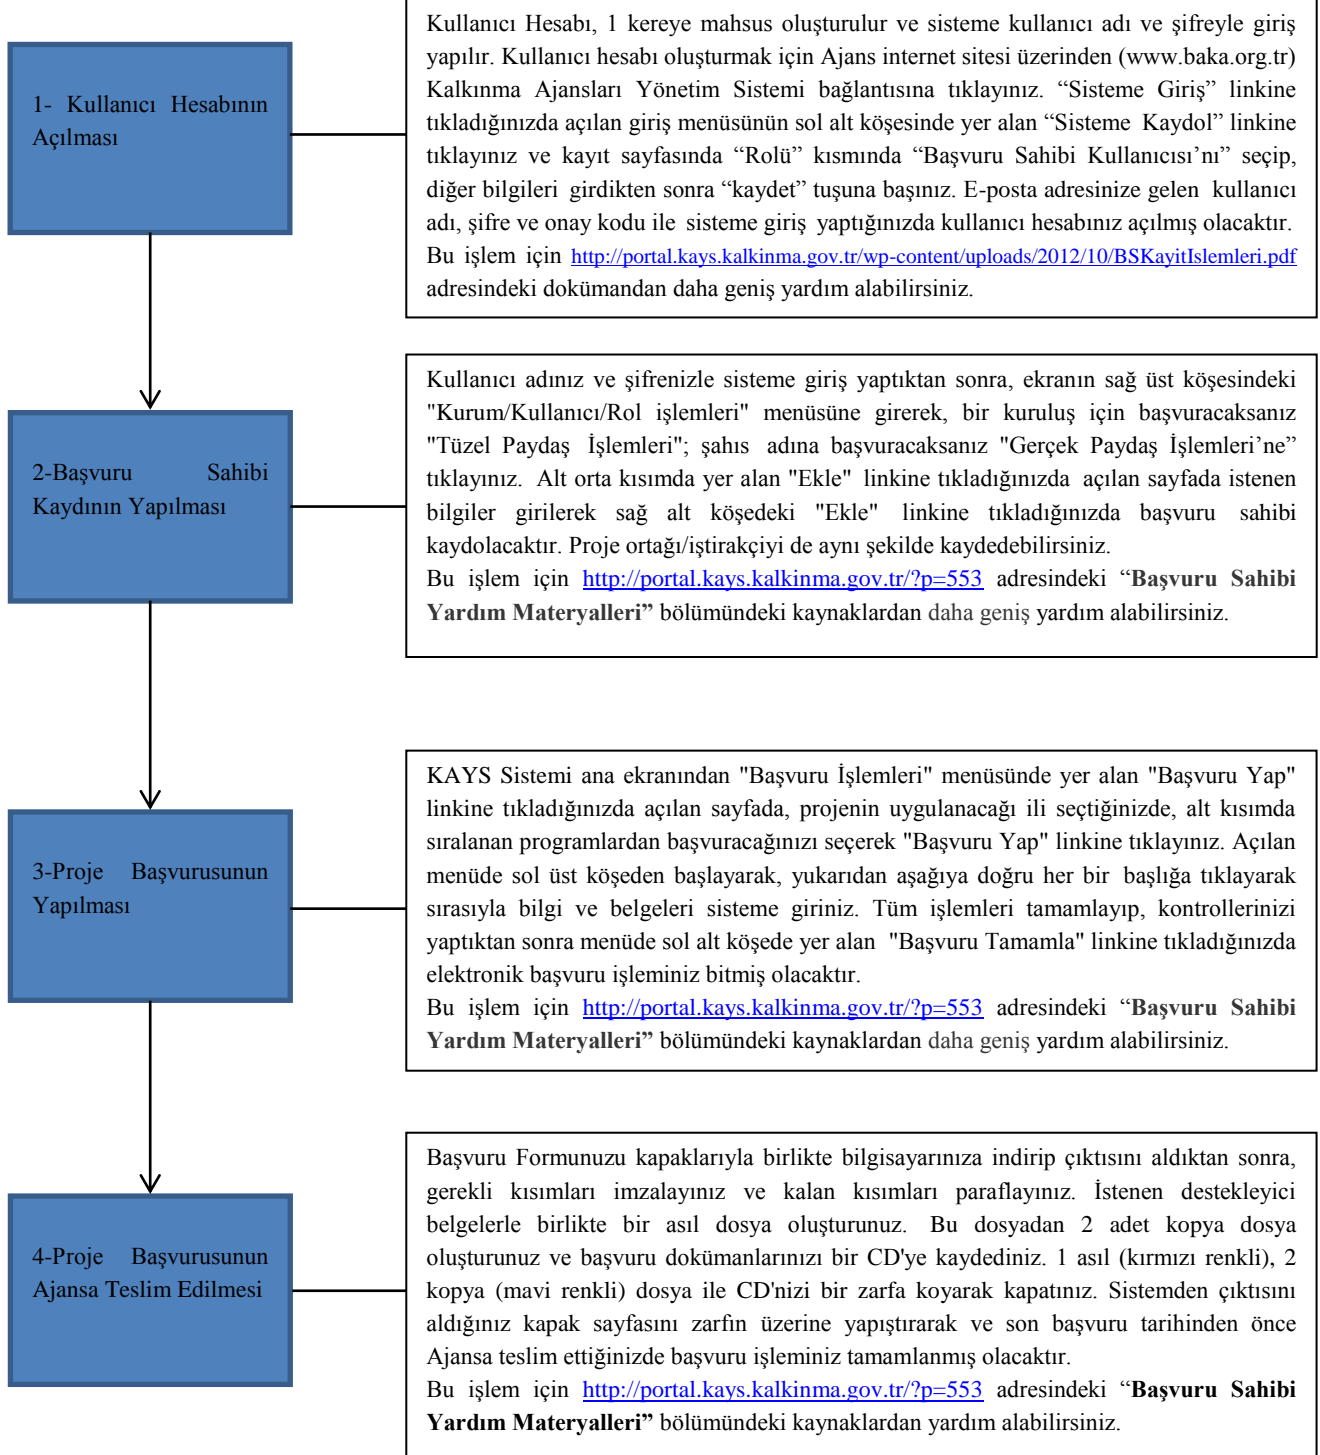 Kullanıcı Hesabı, 1 kereye mahsus oluşturulur ve sisteme kullanıcı adı ve şifreyle giriş
yapılır. Kullanıcı hesabı oluşturmak için Ajans internet sitesi üzerinden (www.baka.org.tr)
Kalkınma Ajansları Yönetim Sistemi bağlantısına tıklayınız. “Sisteme Giriş” linkine
tıkladığınızda açılan giriş menüsünün sol alt köşesinde yer alan “Sisteme Kaydol” linkine
tıklayınız ve kayıt sayfasında “Rolü” kısmında “Başvuru Sahibi Kullanıcısı’nı” seçip,
diğer bilgileri girdikten sonra “kaydet” tuşuna başınız. E-posta adresinize gelen kullanıcı
adı, şifre ve onay kodu ile sisteme giriş yaptığınızda kullanıcı hesabınız açılmış olacaktır.
Bu işlem için http://portal.kays.kalkinma.gov.tr/wp-content/uploads/2012/10/BSKayitIslemleri.pdf
adresindeki dokümandan daha geniş yardım alabilirsiniz.
1- Kullanıcı Hesabının
Açılması
Kullanıcı adınız ve şifrenizle sisteme giriş yaptıktan sonra, ekranın sağ üst köşesindeki
"Kurum/Kullanıcı/Rol işlemleri" menüsüne girerek, bir kuruluş için başvuracaksanız
"Tüzel Paydaş İşlemleri"; şahıs adına başvuracaksanız "Gerçek Paydaş İşlemleri’ne”
tıklayınız. Alt orta kısımda yer alan "Ekle" linkine tıkladığınızda açılan sayfada istenen
bilgiler girilerek sağ alt köşedeki "Ekle" linkine tıkladığınızda başvuru sahibi
kaydolacaktır. Proje ortağı/iştirakçiyi de aynı şekilde kaydedebilirsiniz.
Bu işlem için http://portal.kays.kalkinma.gov.tr/?p=553 adresindeki “Başvuru Sahibi
Yardım Materyalleri” bölümündeki kaynaklardan daha geniş yardım alabilirsiniz.
2-Başvuru Sahibi
Kaydının Yapılması
KAYS Sistemi ana ekranından "Başvuru İşlemleri" menüsünde yer alan "Başvuru Yap"
linkine tıkladığınızda açılan sayfada, projenin uygulanacağı ili seçtiğinizde, alt kısımda
sıralanan programlardan başvuracağınızı seçerek "Başvuru Yap" linkine tıklayınız. Açılan
menüde sol üst köşeden başlayarak, yukarıdan aşağıya doğru her bir başlığa tıklayarak
sırasıyla bilgi ve belgeleri sisteme giriniz. Tüm işlemleri tamamlayıp, kontrollerinizi
yaptıktan sonra menüde sol alt köşede yer alan "Başvuru Tamamla" linkine tıkladığınızda
elektronik başvuru işleminiz bitmiş olacaktır.
Bu işlem için http://portal.kays.kalkinma.gov.tr/?p=553 adresindeki “Başvuru Sahibi
Yardım Materyalleri” bölümündeki kaynaklardan daha geniş yardım alabilirsiniz.
3-Proje Başvurusunun
Yapılması
Başvuru Formunuzu kapaklarıyla birlikte bilgisayarınıza indirip çıktısını aldıktan sonra,
gerekli kısımları imzalayınız ve kalan kısımları paraflayınız. İstenen destekleyici
belgelerle birlikte bir asıl dosya oluşturunuz. Bu dosyadan 2 adet kopya dosya
oluşturunuz ve başvuru dokümanlarınızı bir CD'ye kaydediniz. 1 asıl (kırmızı renkli), 2
kopya (mavi renkli) dosya ile CD'nizi bir zarfa koyarak kapatınız. Sistemden çıktısını
aldığınız kapak sayfasını zarfın üzerine yapıştırarak ve son başvuru tarihinden önce
Ajansa teslim ettiğinizde başvuru işleminiz tamamlanmış olacaktır.
Bu işlem için http://portal.kays.kalkinma.gov.tr/?p=553 adresindeki “Başvuru Sahibi
Yardım Materyalleri” bölümündeki kaynaklardan yardım alabilirsiniz.
4-Proje Başvurusunun
Ajansa Teslim Edilmesi